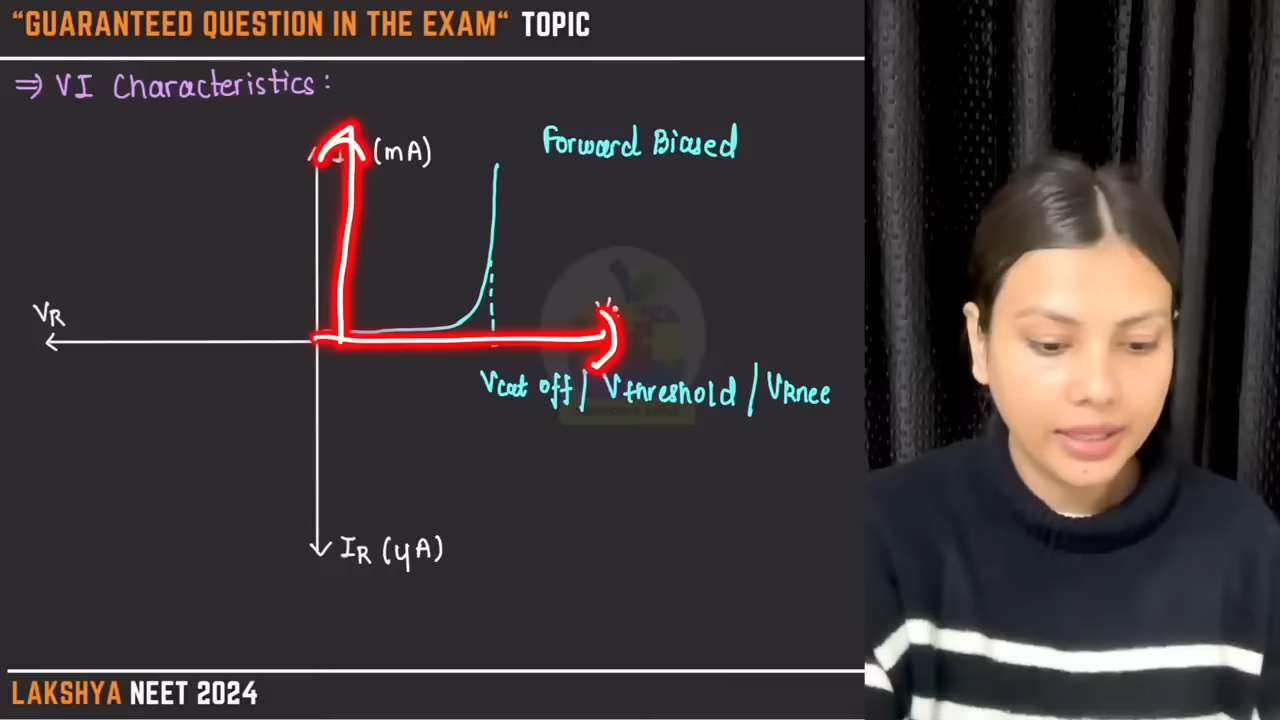 “GUARANTEED QUESTION IN THE EXAM“ TOPIC
⇒ VI Characteristics:
(mA)
Forward Biased
VR
Vcut off / Vthreshold / VKnee
IR (μA)
LAKSHYA NEET 2024